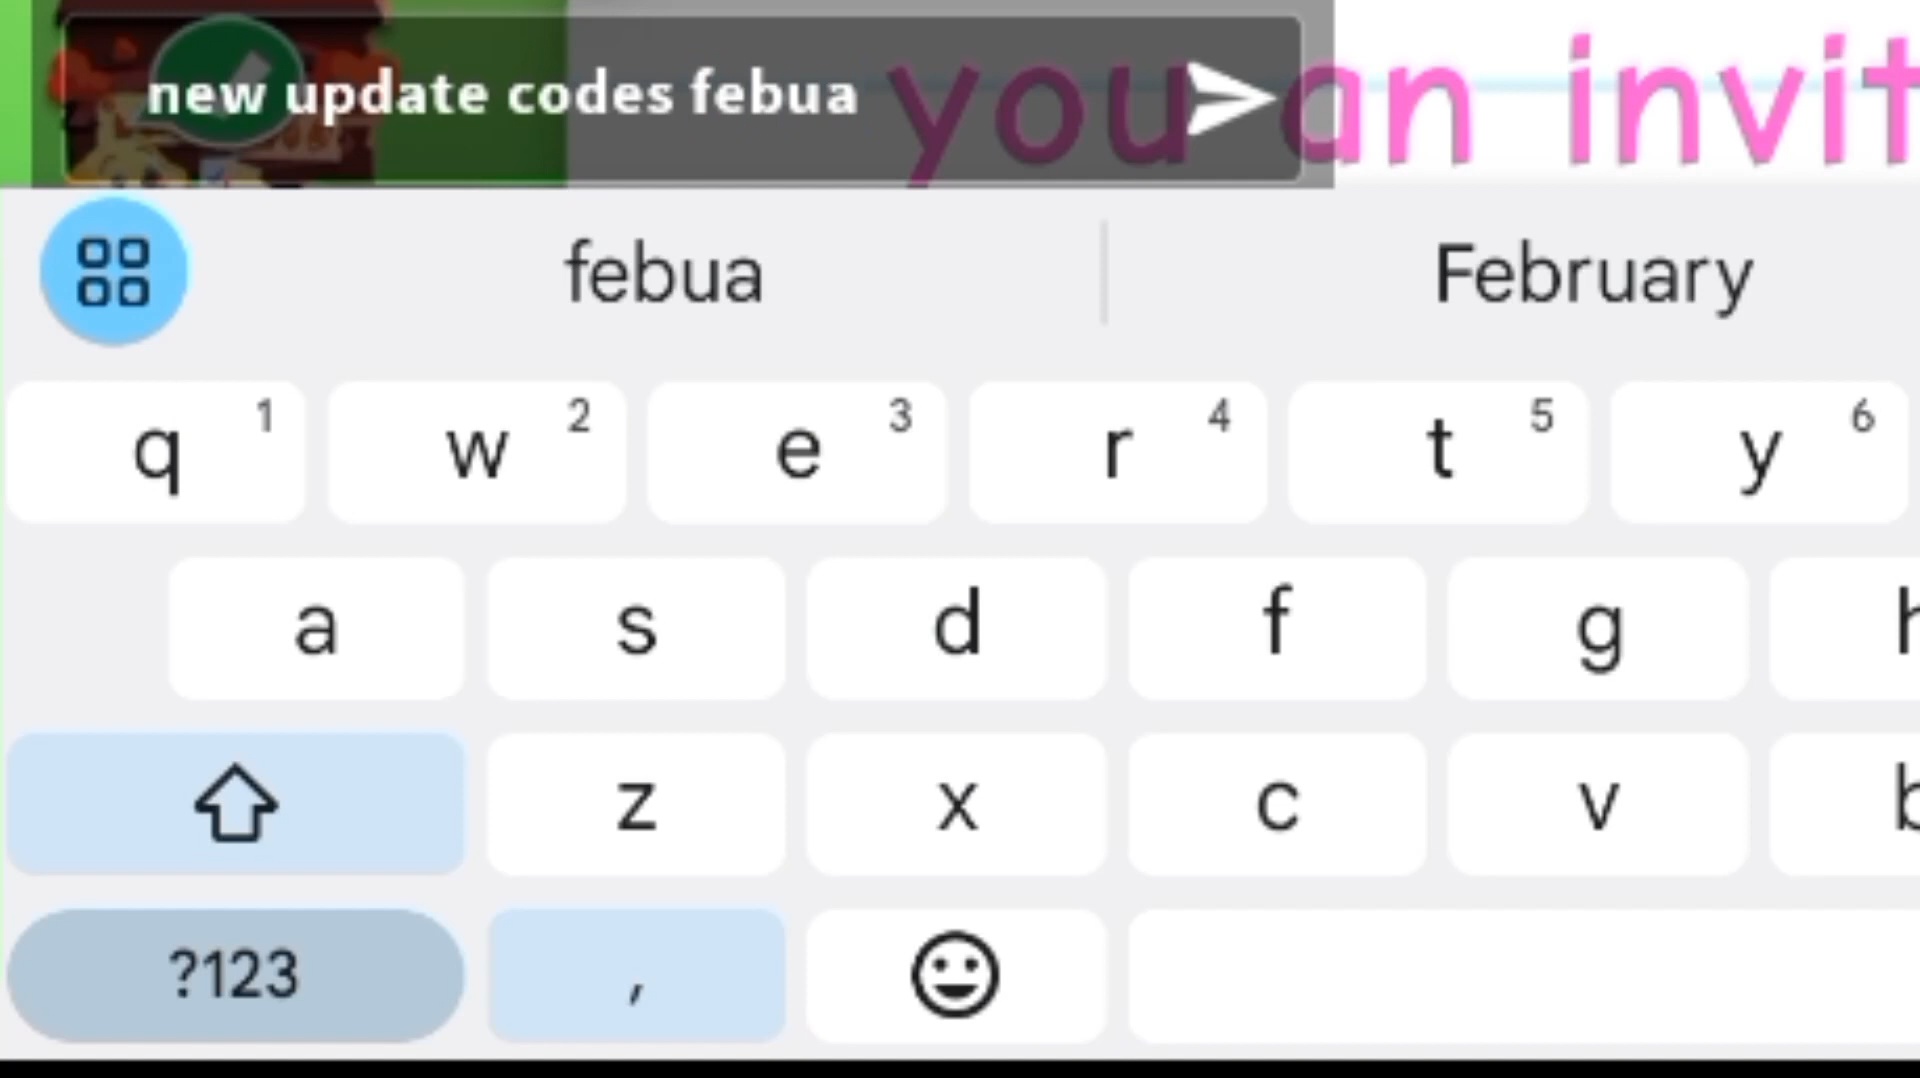 new update codes febua
you an invit
febua February
q 1 w 2 e 3 r 4 t 5 y 6
a s d f g h
z x c v b
?123 ,